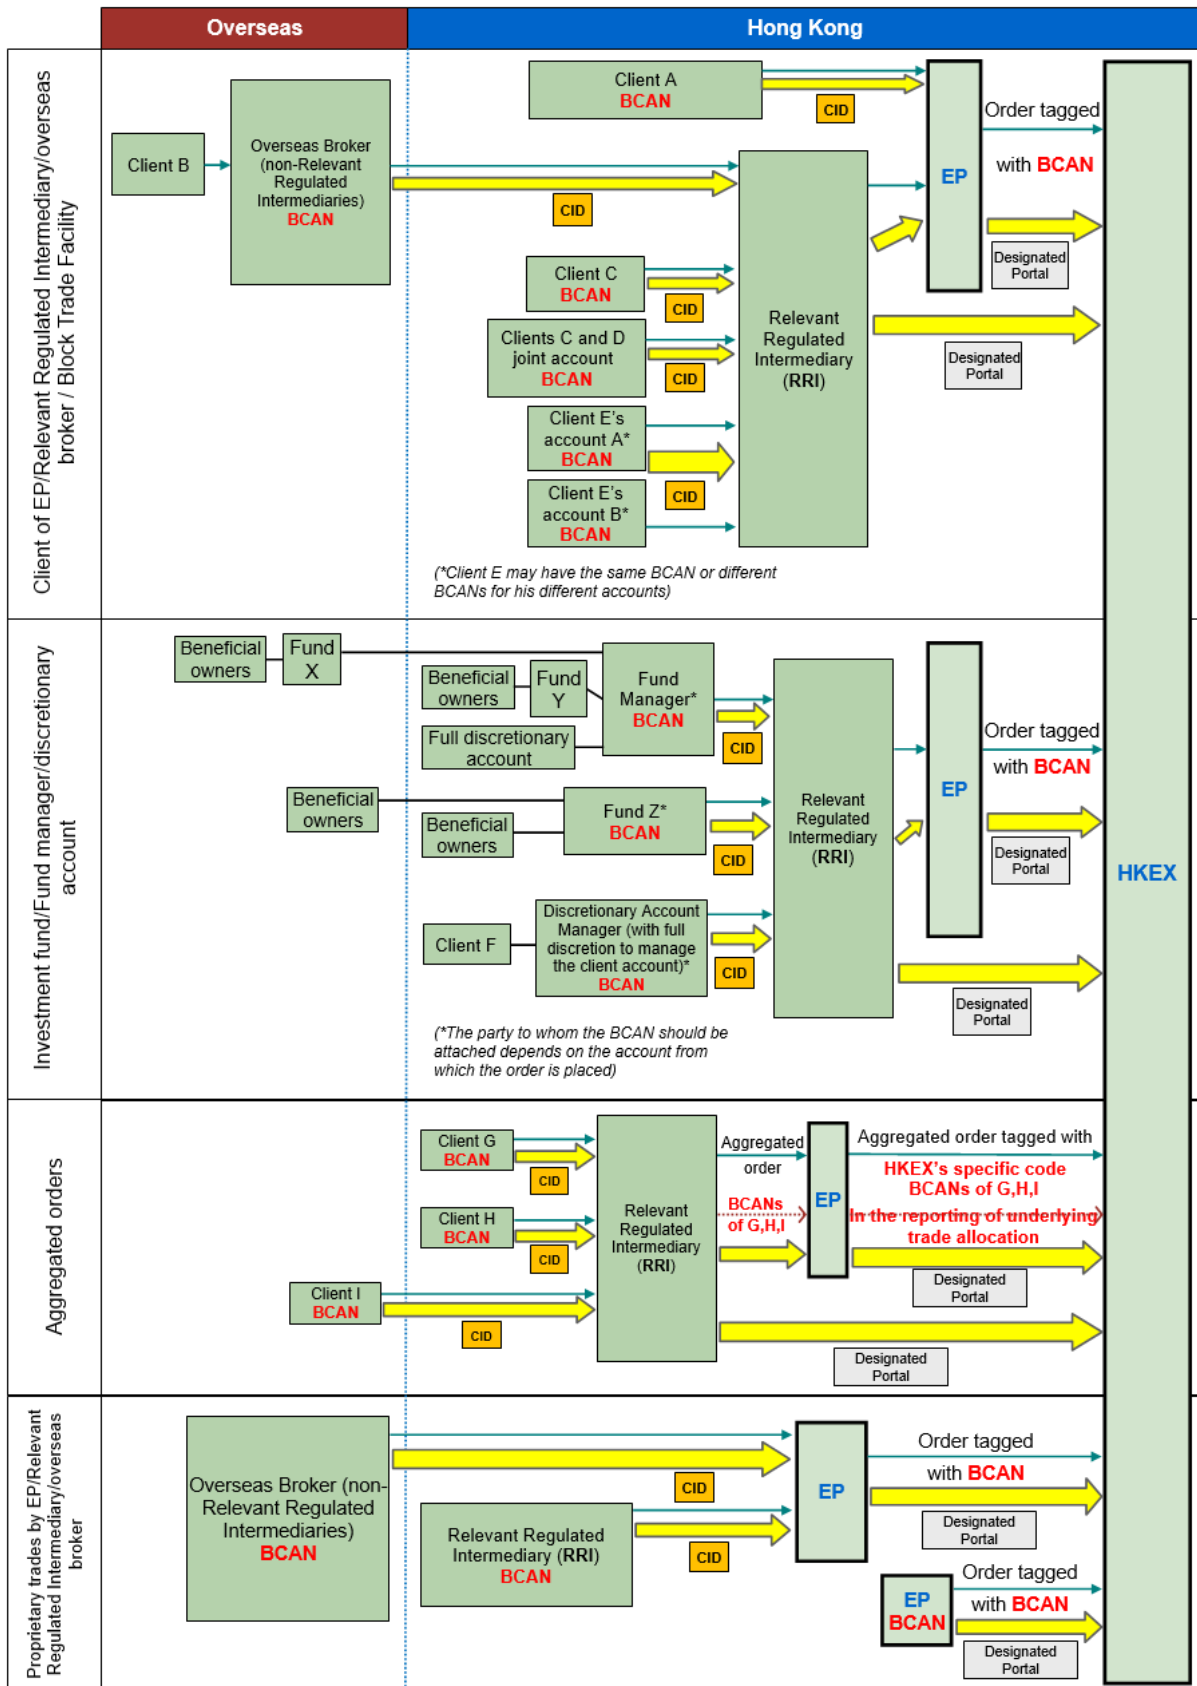 Overseas
Hong Kong
Client of EP/Relevant Regulated Intermediary/overseas
broker / Block Trade Facility
Client A
BCAN
CID
Client B
Overseas Broker
(non-Relevant
Regulated
Intermediaries)
BCAN
CID
EP
Order tagged
with BCAN
Designated
Portal
Client C
BCAN
CID
Clients C and D
joint account
BCAN
CID
Client E's
account A*
BCAN
CID
Client E's
account B*
BCAN
Relevant
Regulated
Intermediary
(RRI)
Designated
Portal
(*Client E may have the same BCAN or different
BCANs for his different accounts)
HKEX
Investment fund/Fund manager/discretionary
account
Beneficial
owners
Fund
X
Beneficial
owners
Fund
Y
Full discretionary
account
Fund
Manager*
BCAN
CID
Beneficial
owners
Beneficial
owners
Fund Z*
BCAN
CID
Client F
Discretionary Account
Manager (with full
discretion to manage
the client account)*
BCAN
CID
Relevant
Regulated
Intermediary
(RRI)
EP
Order tagged
with BCAN
Designated
Portal
Designated
Portal
(*The party to whom the BCAN should be
attached depends on the account from
which the order is placed)
Aggregated orders
Client G
BCAN
CID
Client H
BCAN
CID
Client I
BCAN
CID
Relevant
Regulated
Intermediary
(RRI)
Aggregated
order
BCANs
of G,H,I
EP
Aggregated order tagged with
HKEX's specific code
BCANs of G,H,I
In the reporting of underlying
trade allocation
Designated
Portal
Designated
Portal
Proprietary trades by EP/Relevant
Regulated Intermediary/overseas
broker
Overseas Broker (non-
Relevant Regulated
Intermediaries)
BCAN
CID
Relevant Regulated
Intermediary (RRI)
BCAN
CID
EP
Order tagged
with BCAN
Designated
Portal
EP
BCAN
Order tagged
with BCAN
Designated
Portal